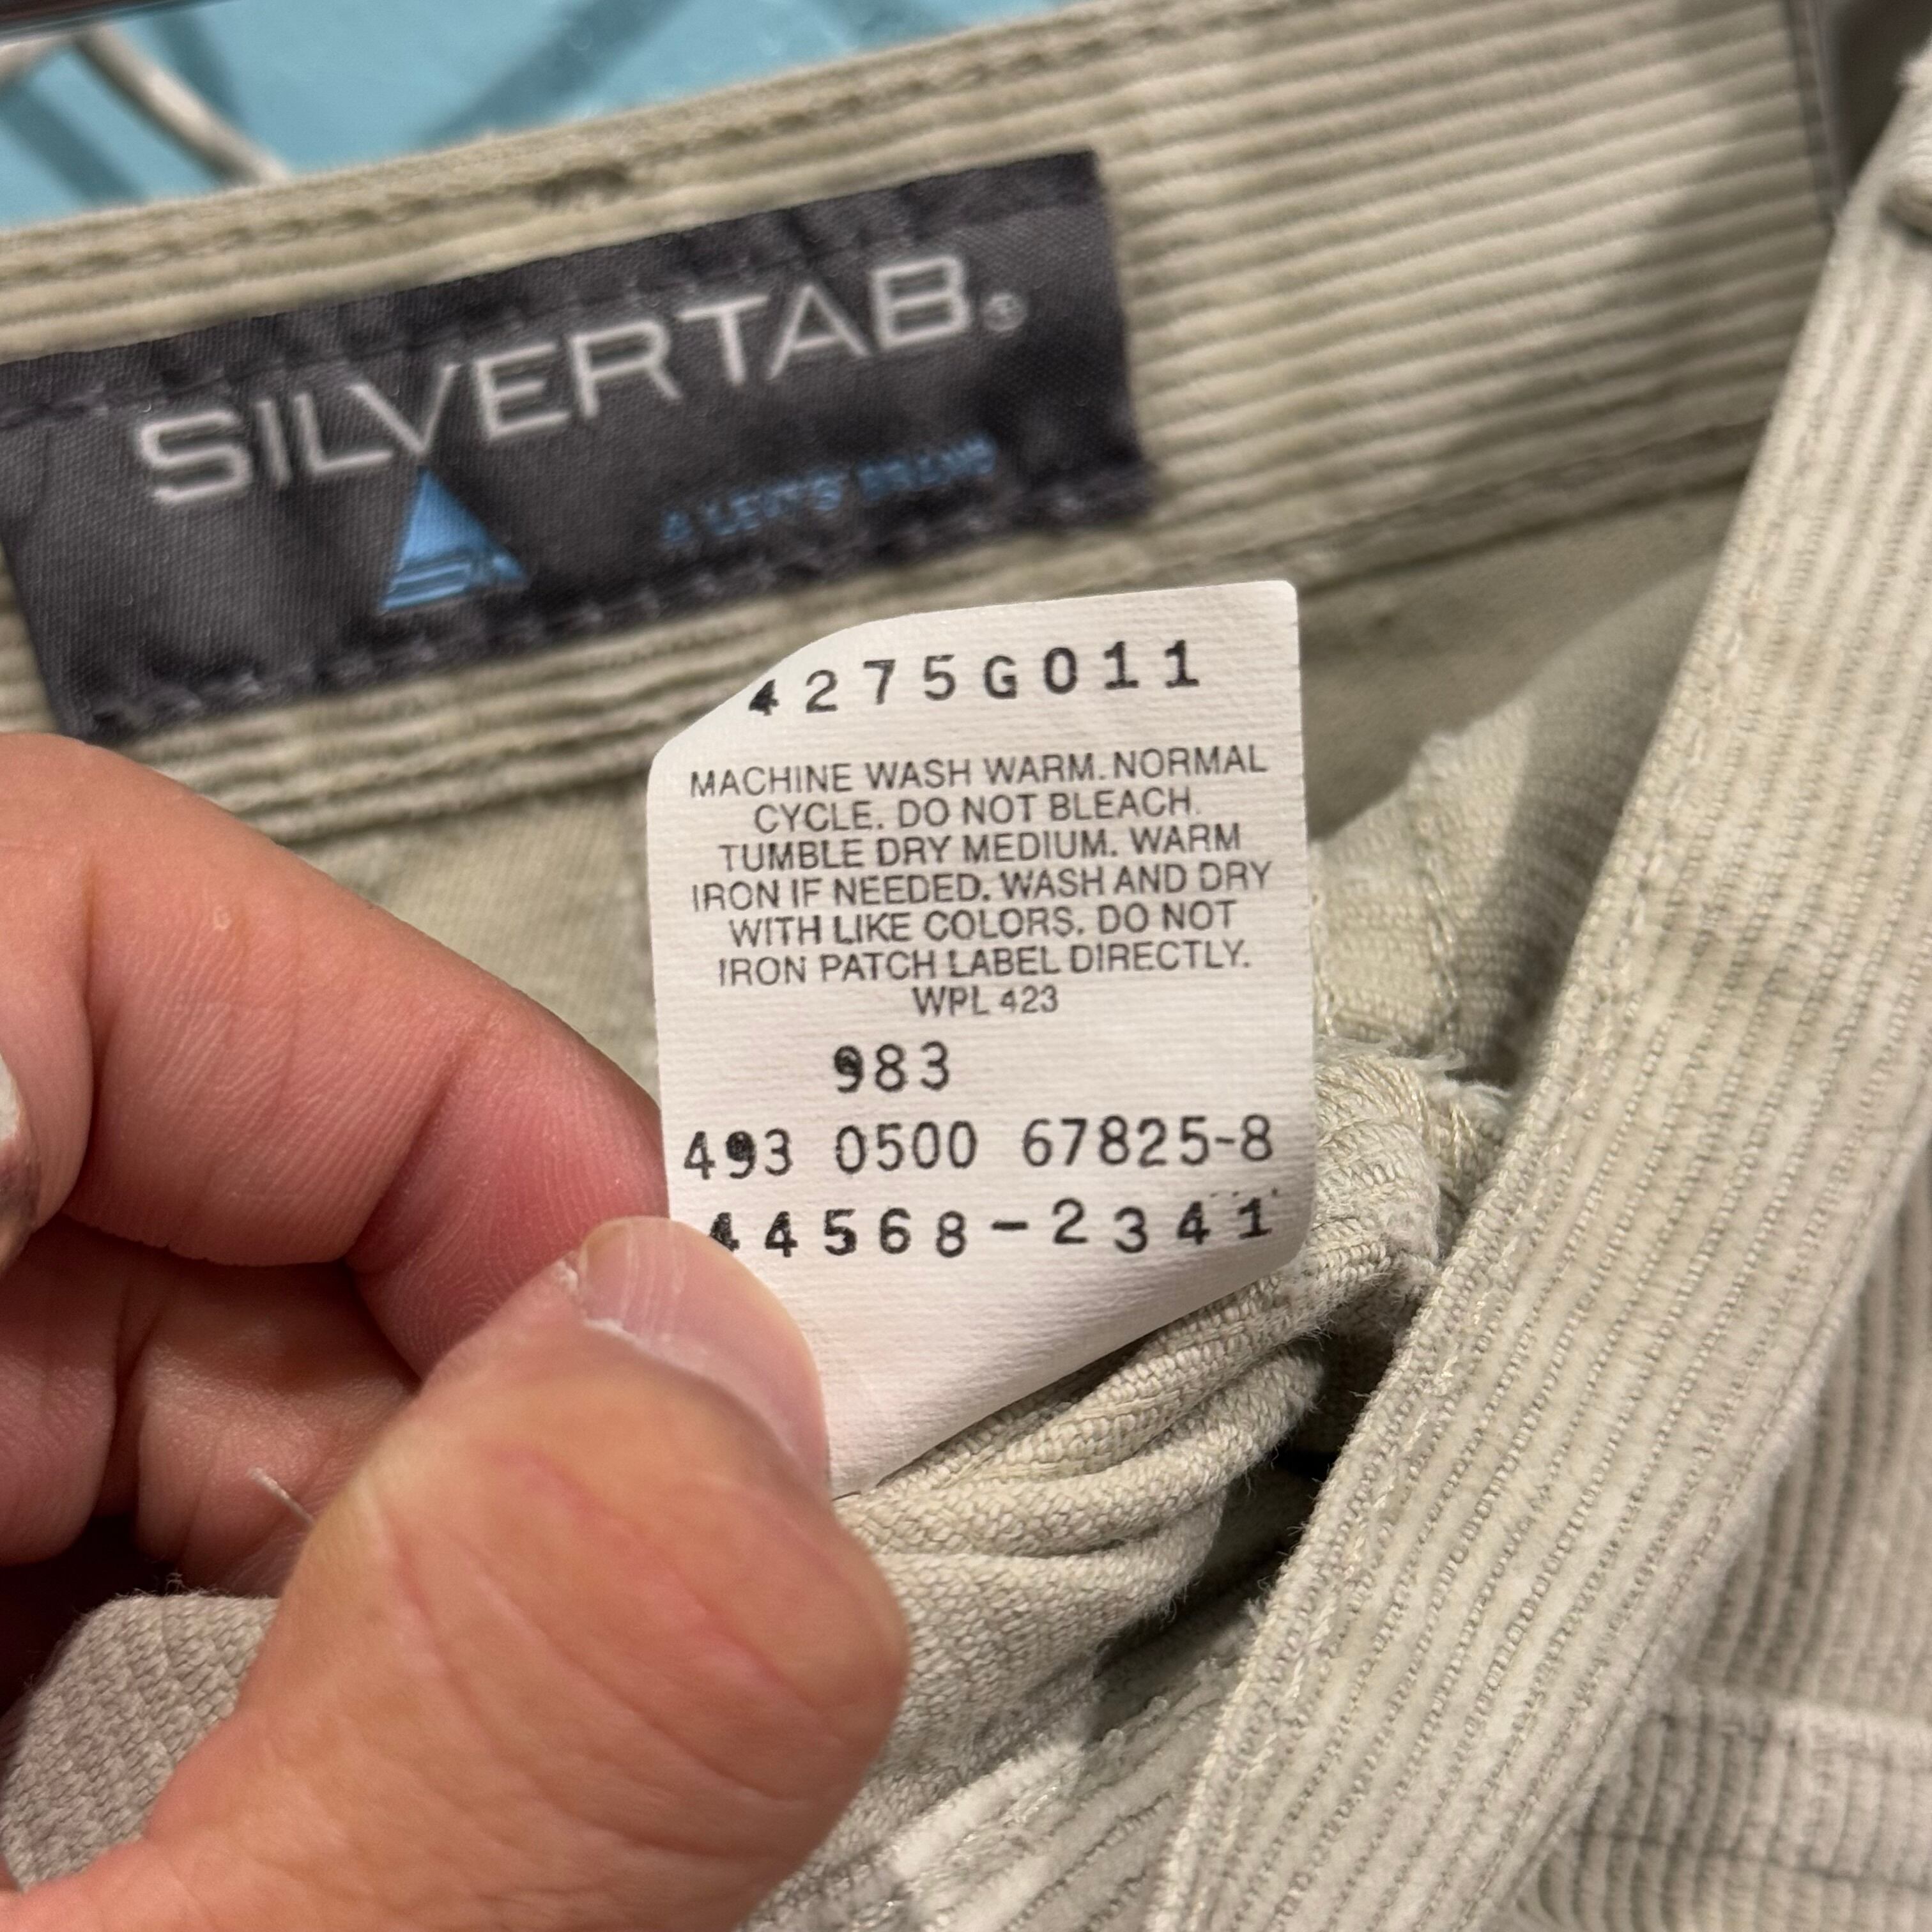 SILVERTAB®
A LEVI'S BRAND
4275G011
MACHINE WASH WARM. NORMAL
CYCLE. DO NOT BLEACH.
TUMBLE DRY MEDIUM. WARM
IRON IF NEEDED. WASH AND DRY
WITH LIKE COLORS. DO NOT
IRON PATCH LABEL DIRECTLY.
WPL 423
983
493 0500 67825-8
44568-2341